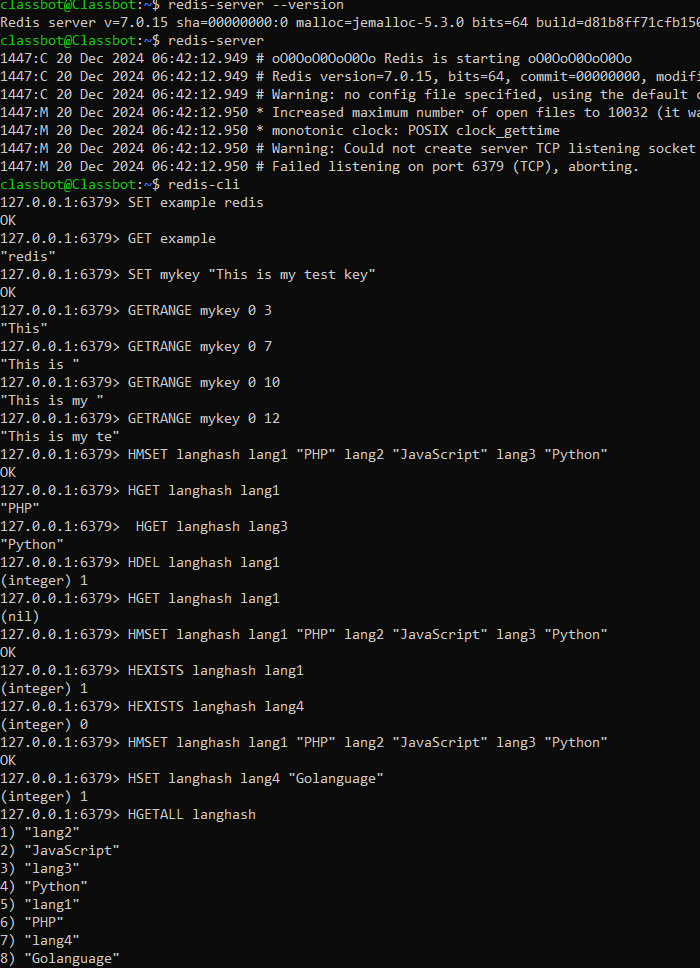 classbot@Classbot:~$ redis-server --version
Redis server v=7.0.15 sha=00000000:0 malloc=jemalloc-5.3.0 bits=64 build=d81b8ff71cfb156
classbot@Classbot:~$ redis-server
1447:C 20 Dec 2024 06:42:12.949 # oO0OoO0OoO0Oo Redis is starting oO0OoO0OoO0Oo
1447:C 20 Dec 2024 06:42:12.949 # Redis version=7.0.15, bits=64, commit=00000000, modifi
1447:C 20 Dec 2024 06:42:12.949 # Warning: no config file specified, using the default c
1447:M 20 Dec 2024 06:42:12.950 * Increased maximum number of open files to 10032 (it wa
1447:M 20 Dec 2024 06:42:12.950 * monotonic clock: POSIX clock_gettime
1447:M 20 Dec 2024 06:42:12.950 # Warning: Could not create server TCP listening socket
1447:M 20 Dec 2024 06:42:12.950 # Failed listening on port 6379 (TCP), aborting.
classbot@Classbot:~$ redis-cli
127.0.0.1:6379> SET example redis
OK
127.0.0.1:6379> GET example
"redis"
127.0.0.1:6379> SET mykey "This is my test key"
OK
127.0.0.1:6379> GETRANGE mykey 0 3
"This"
127.0.0.1:6379> GETRANGE mykey 0 7
"This is "
127.0.0.1:6379> GETRANGE mykey 0 10
"This is my "
127.0.0.1:6379> GETRANGE mykey 0 12
"This is my te"
127.0.0.1:6379> HMSET langhash lang1 "PHP" lang2 "JavaScript" lang3 "Python"
OK
127.0.0.1:6379> HGET langhash lang1
"PHP"
127.0.0.1:6379>  HGET langhash lang3
"Python"
127.0.0.1:6379> HDEL langhash lang1
(integer) 1
127.0.0.1:6379> HGET langhash lang1
(nil)
127.0.0.1:6379> HMSET langhash lang1 "PHP" lang2 "JavaScript" lang3 "Python"
OK
127.0.0.1:6379> HEXISTS langhash lang1
(integer) 1
127.0.0.1:6379> HEXISTS langhash lang4
(integer) 0
127.0.0.1:6379> HMSET langhash lang1 "PHP" lang2 "JavaScript" lang3 "Python"
OK
127.0.0.1:6379> HSET langhash lang4 "Golanguage"
(integer) 1
127.0.0.1:6379> HGETALL langhash
1) "lang2"
2) "JavaScript"
3) "lang3"
4) "Python"
5) "lang1"
6) "PHP"
7) "lang4"
8) "Golanguage"